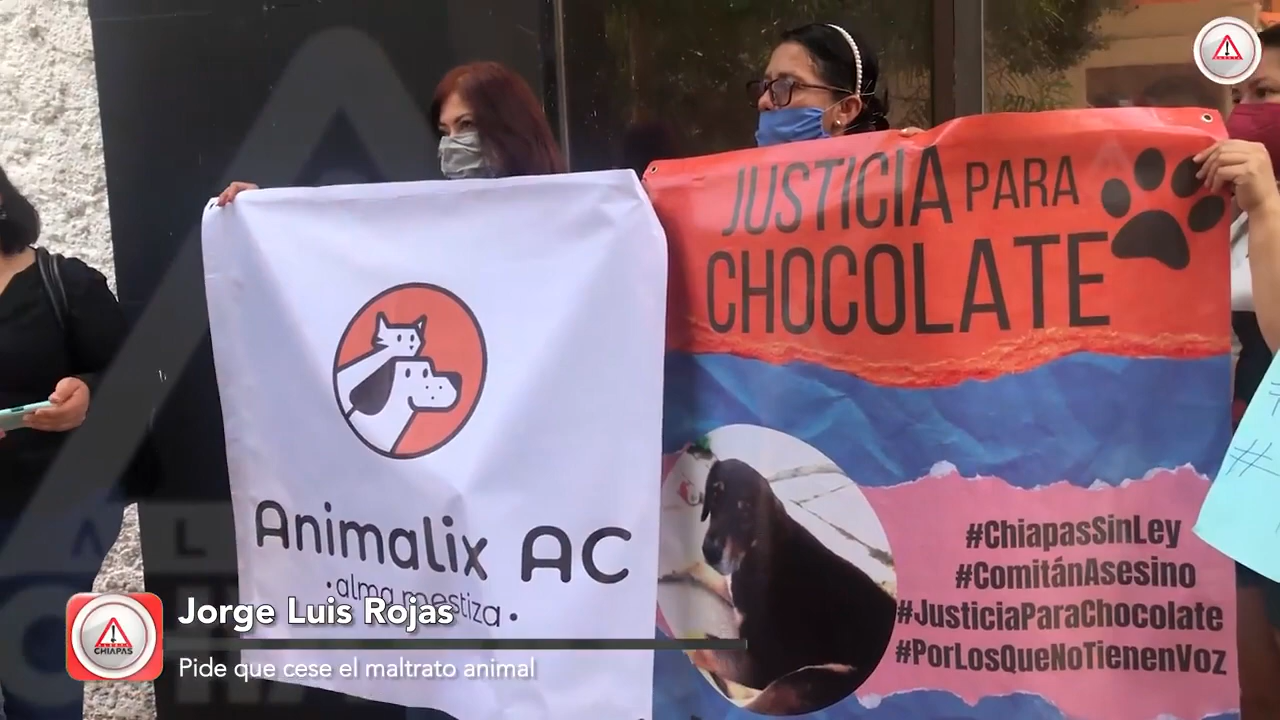 JUSTICIA PARA
CHOCOLATE
Animalix AC
•alma mestiza•
#ChiapasSinLey
#ComitánAsesino
#JusticiaParaChocolate
#PorLosQueNoTienenVoz
#
Jorge Luis Rojas
Pide que cese el maltrato animal
CHIAPAS